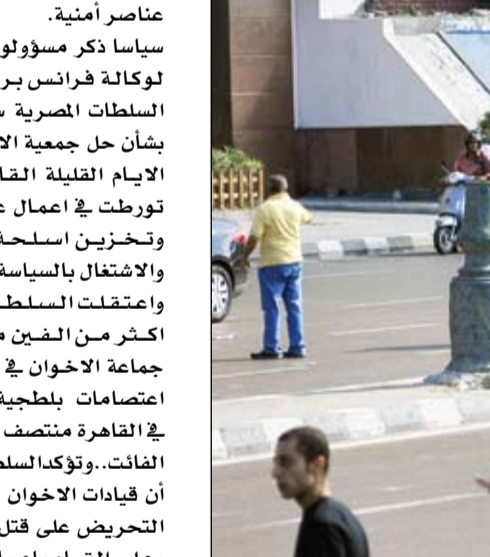 عناصر أمنية.
سياسا ذكر مسؤولو
لوكالة فرانس بر
السلطات المصرية س
بشأن حل جمعية الا
الايام القليلة القا
تورطت في اعمال ع
وتخزين اسلحة
والاشتغال بالسياسة
واعتقلت السلط
اكثر من الفين م
جماعة الاخوان في
اعتصامات بلطجية
في القاهرة منتصف
الفائت..وتؤكدالسلط
أن قيادات الاخوان
التحريض على قتل